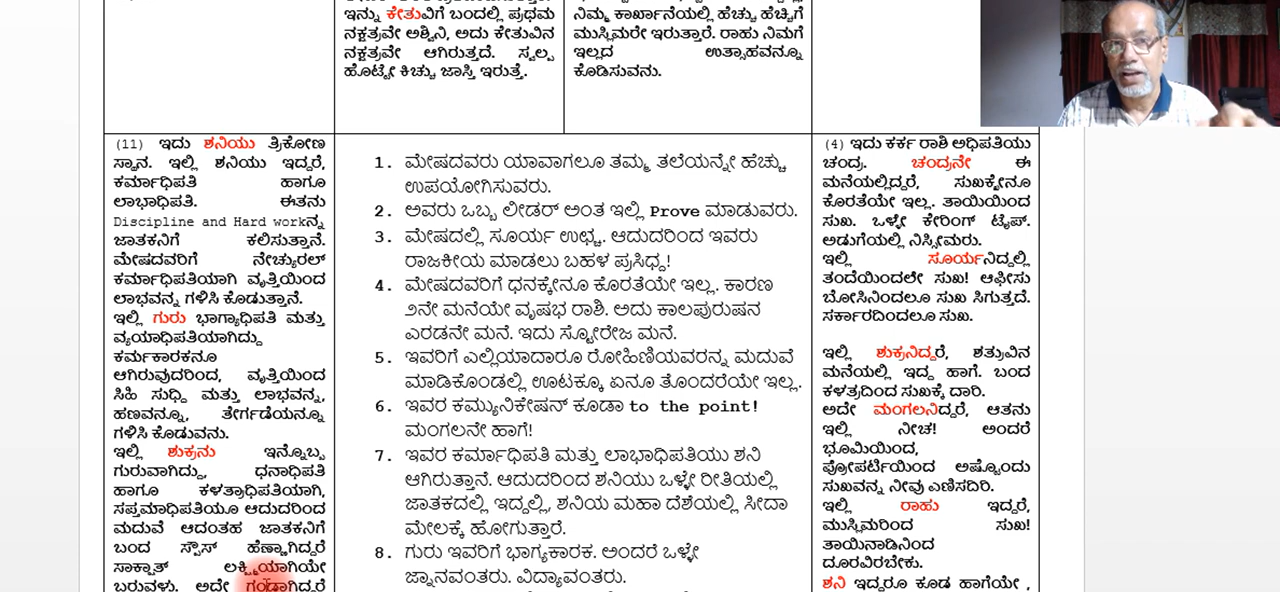 ಇನ್ನು ಕೇತುವಿಗೆ ಬಂದಲ್ಲಿ ಪ್ರಥಮ
ನಕ್ಷತ್ರವೇ ಅಶ್ವಿನಿ, ಅದು ಕೇತುವಿನ
ನಕ್ಷತ್ರವೇ ಆಗಿರುತ್ತದೆ. ಸ್ವಲ್ಪ
ಹೊಟ್ಟೇಕಿಚ್ಚು ಜಾಸ್ತಿ ಇರುತ್ತೆ.
ನಿಮ್ಮ ಕಾರ್ಖಾನೆಯಲ್ಲಿ ಹೆಚ್ಚು ಹೆಚ್ಚಿಗೆ
ಮುಸ್ಲಿಮರೇ ಇರುತ್ತಾರೆ. ರಾಹು ನಿಮಗೆ
ಇಲ್ಲದ ಉತ್ಸಾಹವನ್ನೂ
ಕೊಡಿಸುವನು.
(11) ಇದು ಶನಿಯು ತ್ರಿಕೋಣ
ಸ್ಥಾನ. ಇಲ್ಲಿ ಶನಿಯು ಇದ್ದರೆ,
ಕರ್ಮಾಧಿಪತಿ ಹಾಗೂ
ಲಾಭಾಧಿಪತಿ. ಈತನು
Discipline and Hard workನ್ನ
ಜಾತಕನಿಗೆ ಕಲಿಸುತ್ತಾನೆ.
ಮೇಷದವರಿಗೆ ನೇಚ್ಯುರಲ್
ಕರ್ಮಾಧಿಪತಿಯಾಗಿ ವೃತ್ತಿಯಿಂದ
ಲಾಭವನ್ನ ಗಳಿಸಿ ಕೊಡುತ್ತಾನೆ.
ಇಲ್ಲಿ ಗುರು ಭಾಗ್ಯಾಧಿಪತಿ ಮತ್ತು
ವ್ಯಯಾಧಿಪತಿಯಾಗಿದ್ದು
ಕರ್ಮಕಾರಕನೂ
ಆಗಿರುವುದರಿಂದ, ವೃತ್ತಿಯಿಂದ
ಸಿಹಿ ಸುಧ್ಧಿ ಮತ್ತು ಲಾಭವನ್ನ,
ಹಣವನ್ನೂ, ತೇರ್ಗಡೆಯನ್ನೂ
ಗಳಿಸಿ ಕೊಡುವನು.
ಇಲ್ಲಿ ಶುಕ್ರನು ಇನ್ನೊಬ್ಬ
ಗುರುವಾಗಿದ್ದು, ಧನಾಧಿಪತಿ
ಹಾಗೂ ಕಳತ್ರಾಧಿಪತಿಯಾಗಿ,
ಸಪ್ತಮಾಧಿಪತಿಯೂ ಆದುದರಿಂದ
ಮದುವೆ ಆದಂತಹ ಜಾತಕನಿಗೆ
ಬಂದ ಸ್ಪೌಸ್ ಹೆಣ್ಣಾಗಿದ್ದರೆ
ಸಾಕ್ಷಾತ್ ಲಕ್ಷ್ಮಿಯಾಗಿಯೇ
ಬರುವಳು. ಅದೇ ಗಂಡಾಗಿದ್ದರೆ
1. ಮೇಷದವರು ಯಾವಾಗಲೂ ತಮ್ಮ ತಲೆಯನ್ನೇ ಹೆಚ್ಚು
ಉಪಯೋಗಿಸುವರು.
2. ಅವರು ಒಬ್ಬ ಲೀಡರ್ ಅಂತ ಇಲ್ಲಿ Prove ಮಾಡುವರು.
3. ಮೇಷದಲ್ಲಿ ಸೂರ್ಯ ಉಛ್ಛ. ಆದುದರಿಂದ ಇವರು
ರಾಜಕೀಯ ಮಾಡಲು ಬಹಳ ಪ್ರಸಿಧ್ಧ!
4. ಮೇಷದವರಿಗೆ ಧನಕ್ಕೇನೂ ಕೊರತೆಯೇ ಇಲ್ಲ. ಕಾರಣ
೨ನೇ ಮನೆಯೇ ವೃಷಭ ರಾಶಿ. ಅದು ಕಾಲಪುರುಷನ
ಎರಡನೇ ಮನೆ. ಇದು ಸ್ಟೋರೇಜ ಮನೆ.
5. ಇವರಿಗೆ ಎಲ್ಲಿಯಾದಾರೂ ರೋಹಿಣಿಯವರನ್ನ ಮದುವೆ
ಮಾಡಿಕೊಂಡಲ್ಲಿ ಊಟಕ್ಕೂ ಏನೂ ತೊಂದರೆಯೇ ಇಲ್ಲ.
6. ಇವರ ಕಮ್ಯುನಿಕೇಷನ್ ಕೂಡಾ to the point!
ಮಂಗಲನೇ ಹಾಗೆ!
7. ಇವರ ಕರ್ಮಾಧಿಪತಿ ಮತ್ತು ಲಾಭಾಧಿಪತಿಯು ಶನಿ
ಆಗಿರುತ್ತಾನೆ. ಆದುದರಿಂದ ಶನಿಯು ಒಳ್ಳೇ ರೀತಿಯಲ್ಲಿ
ಜಾತಕದಲ್ಲಿ ಇದ್ದಲ್ಲಿ, ಶನಿಯ ಮಹಾ ದೆಶೆಯಲ್ಲಿ ಸೀದಾ
ಮೇಲಕ್ಕೆ ಹೋಗುತ್ತಾರೆ.
8. ಗುರು ಇವರಿಗೆ ಭಾಗ್ಯಕಾರಕ. ಅಂದರೆ ಒಳ್ಳೇ
ಜ್ನಾನವಂತರು. ವಿದ್ಯಾವಂತರು.
(4) ಇದು ಕರ್ಕ ರಾಶಿ ಅಧಿಪತಿಯು
ಚಂದ್ರ. ಚಂದ್ರನೇ ಈ
ಮನೆಯಲ್ಲಿದ್ದರೆ, ಸುಖಕ್ಕೇನೂ
ಕೊರತೆಯೇ ಇಲ್ಲ. ತಾಯಿಯಿಂದ
ಸುಖ. ಒಳ್ಳೇ ಕೇರಿಂಗ್ ಟೈಪ್.
ಅಡುಗೆಯಲ್ಲಿ ನಿಸ್ಸೀಮರು.
ಇಲ್ಲಿ ಸೂರ್ಯನಿದ್ದಲ್ಲಿ
ತಂದೆಯಿಂದಲೇ ಸುಖ! ಆಫೀಸು
ಬೋಸಿನಿಂದಲೂ ಸುಖ ಸಿಗುತ್ತದೆ.
ಸರ್ಕಾರದಿಂದಲೂ ಸುಖ.
ಇಲ್ಲಿ ಶುಕ್ರನಿದ್ದರೆ, ಶತ್ರುವಿನ
ಮನೆಯಲ್ಲಿ ಇದ್ದ ಹಾಗೆ. ಬಂದ
ಕಳತ್ರದಿಂದ ಸುಖಕ್ಕೆ ದಾರಿ.
ಅದೇ ಮಂಗಲನಿದ್ದರೆ, ಆತನು
ಇಲ್ಲಿ ನೀಚ! ಅಂದರೆ
ಭೂಮಿಯಿಂದ,
ಪ್ರೋಪರ್ಟಿಯಿಂದ ಅಷ್ಟೊಂದು
ಸುಖವನ್ನ ನೀವು ಎಣಿಸದಿರಿ.
ಇಲ್ಲಿ ರಾಹು ಇದ್ದರೆ,
ಮುಸ್ಲಿಮರಿಂದ ಸುಖ!
ತಾಯಿನಾಡಿನಿಂದ
ದೂರವಿರಬೇಕು.
ಶನಿ ಇದ್ದರೂ ಕೂಡ ಹಾಗೆಯೇ ,